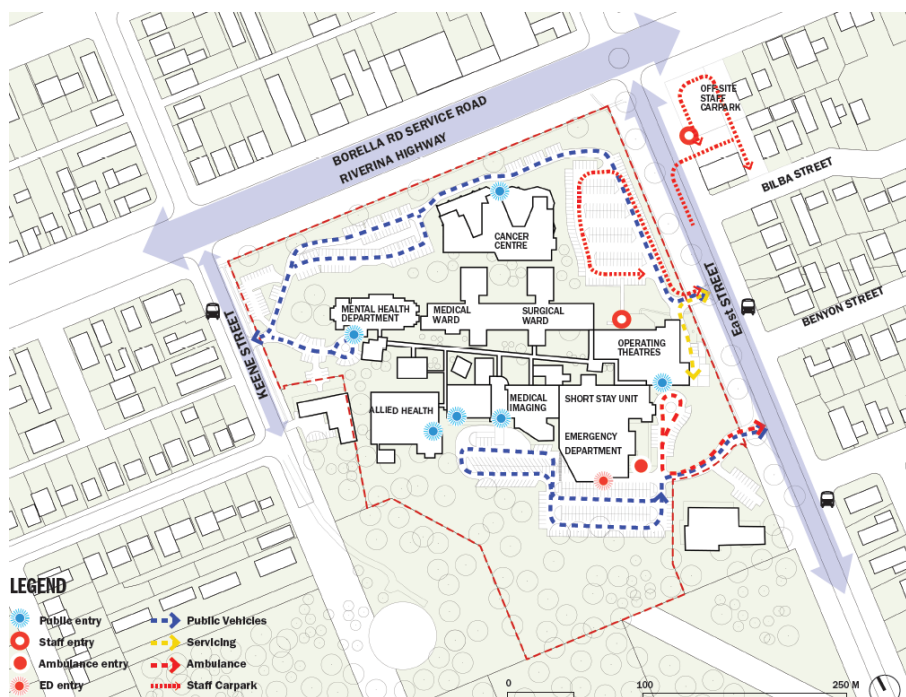 BORELLA RD SERVICE ROAD
RIVERINA HIGHWAY
OFF SITE
STAFF
CARPARK
BILBA STREET
BENYON STREET
East STREET
KEENE STREET
CANCER
CENTRE
MENTAL HEALTH
DEPARTMENT
MEDICAL
WARD
SURGICAL
WARD
OPERATING
THEATRES
ALLIED HEALTH
MEDICAL
IMAGING
SHORT STAY UNIT
EMERGENCY
DEPARTMENT
LEGEND
Public entry
Staff entry
Ambulance entry
ED entry
Public Vehicles
Servicing
Ambulance
Staff Carpark
0 100 250 M